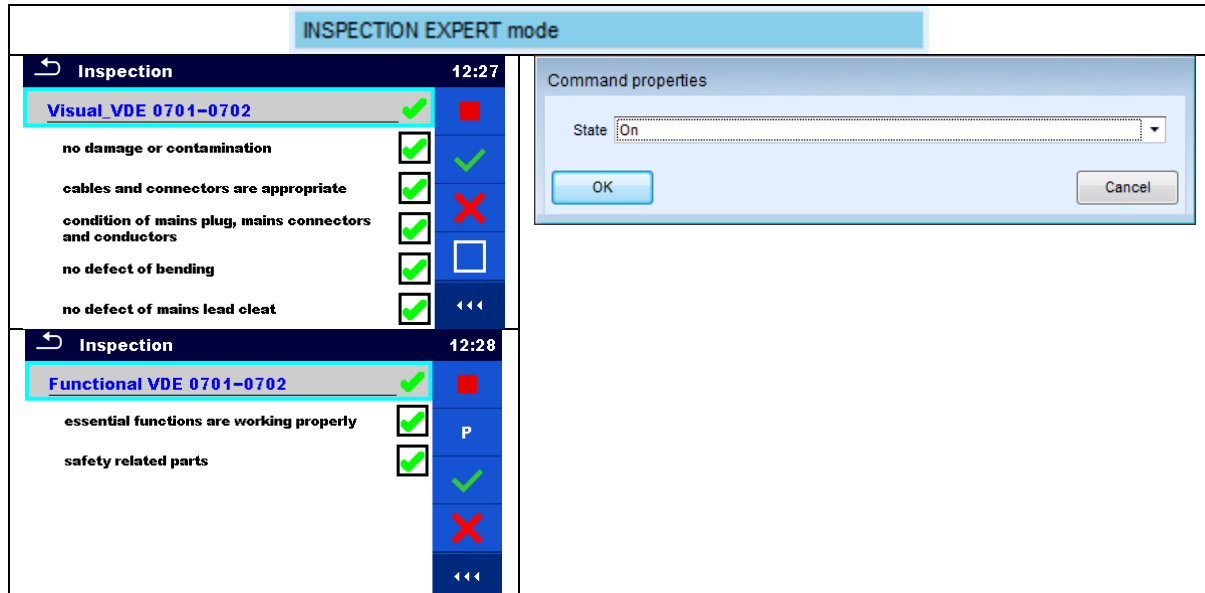 INSPECTION EXPERT mode
Inspection 12:27
Visual_VDE 0701-0702
no damage or contamination
cables and connectors are appropriate
condition of mains plug, mains connectors
and conductors
no defect of bending
no defect of mains lead cleat
Command properties
State On
OK Cancel
Inspection 12:28
Functional VDE 0701-0702
essential functions are working properly
P
safety related parts